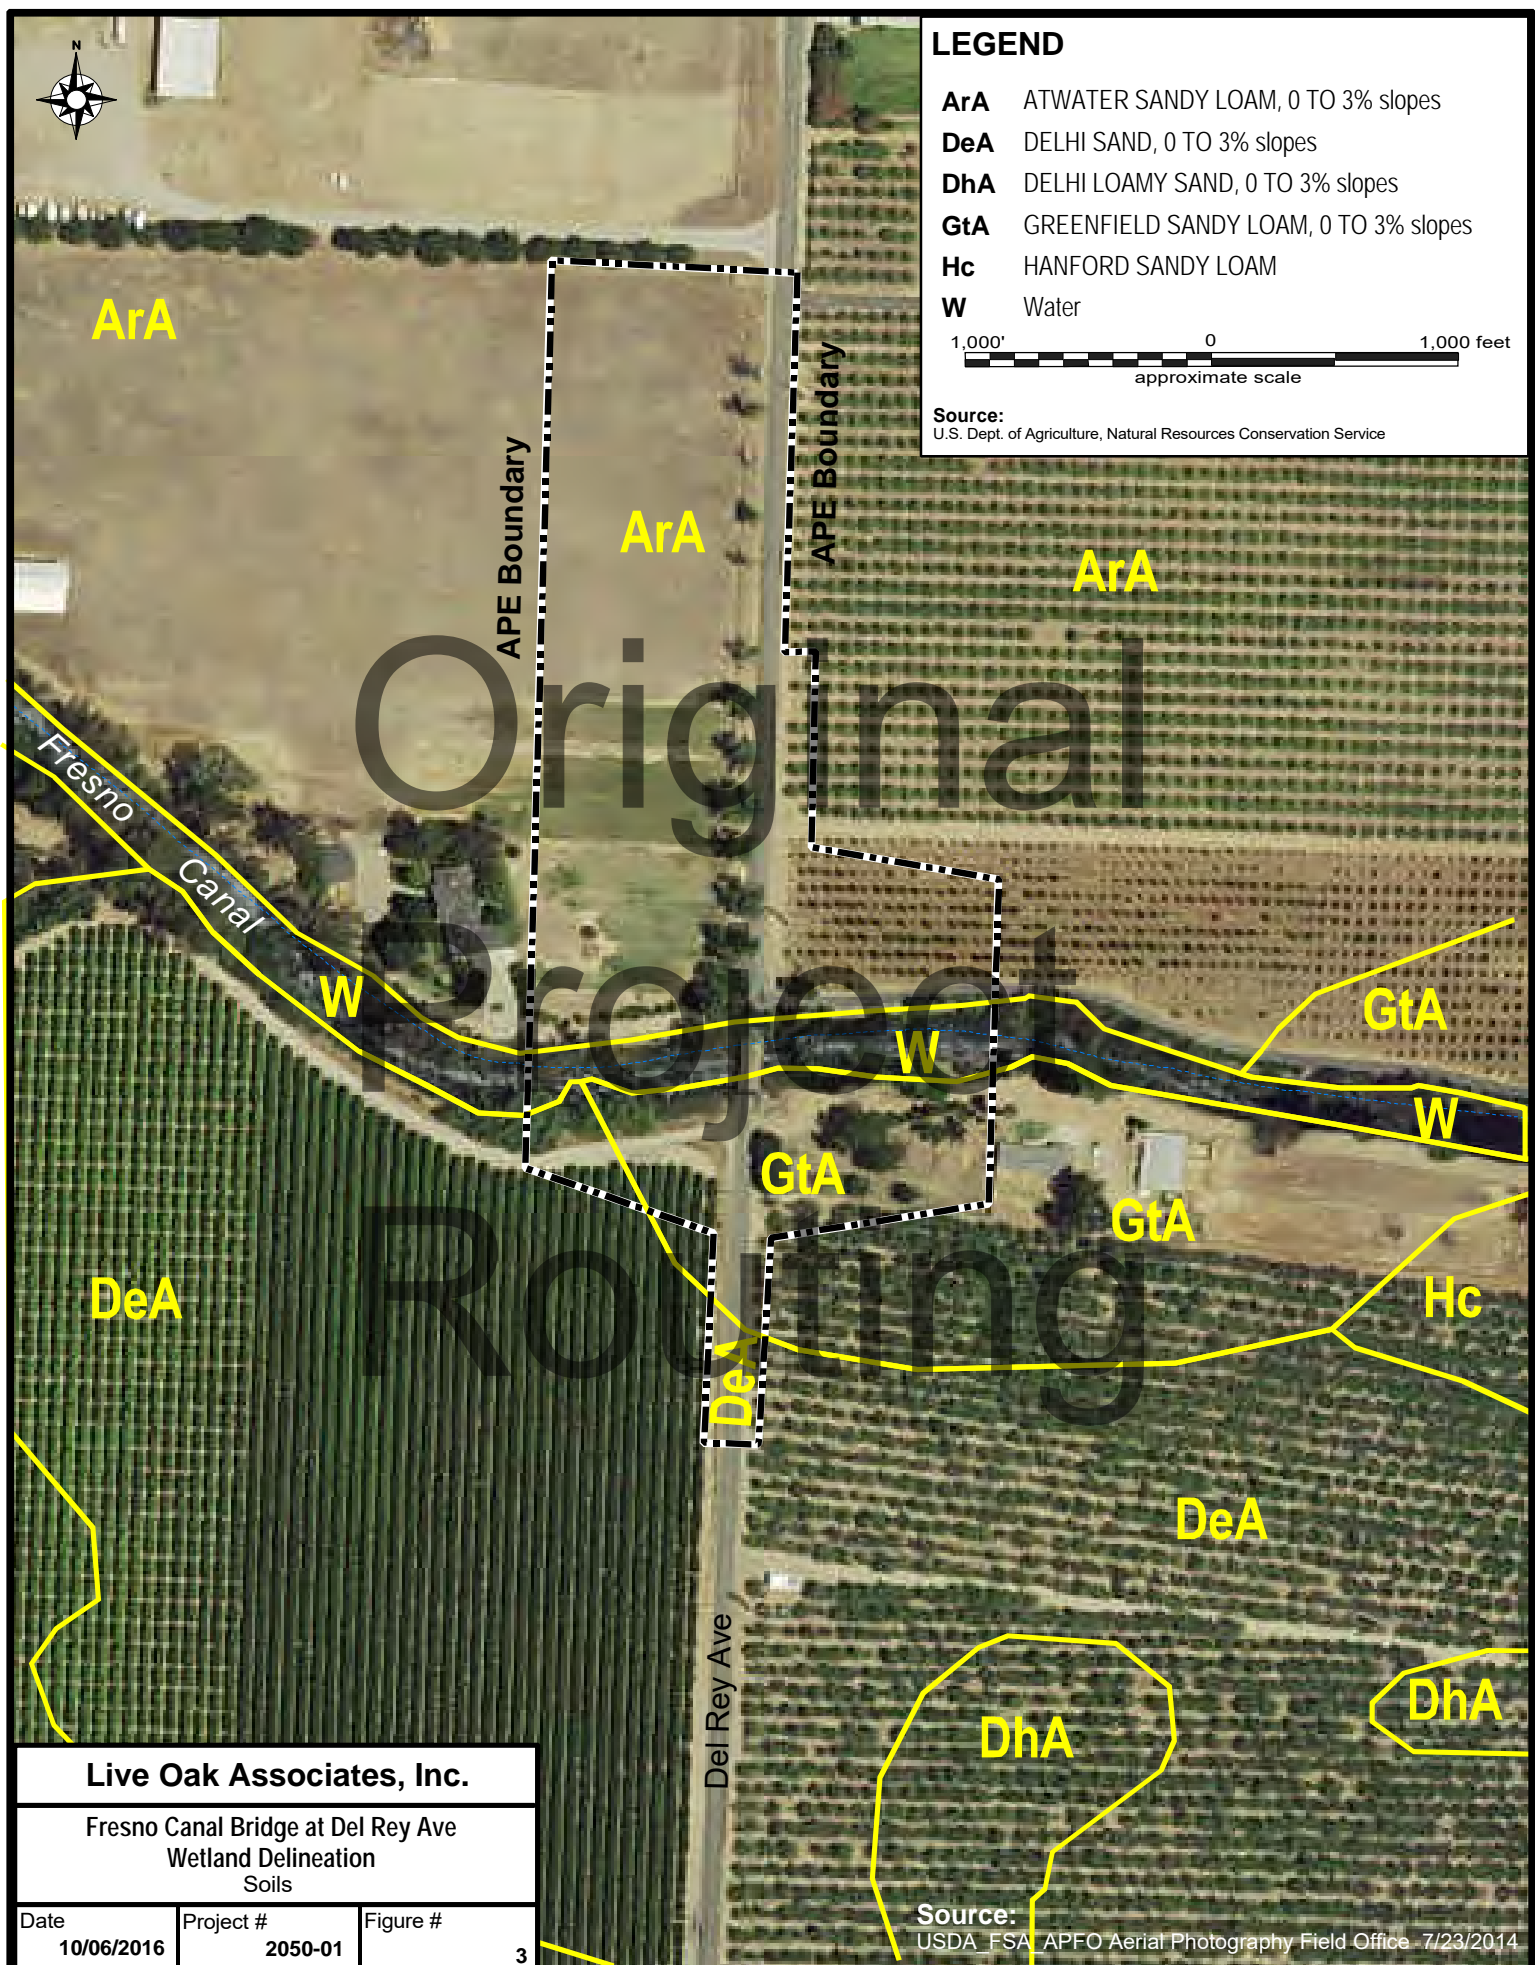 N
LEGEND
ArA ATWATER SANDY LOAM, 0 TO 3% slopes
DeA DELHI SAND, 0 TO 3% slopes
DhA DELHI LOAMY SAND, 0 TO 3% slopes
GtA GREENFIELD SANDY LOAM, 0 TO 3% slopes
Hc HANFORD SANDY LOAM
W Water
1,000' 0 1,000 feet
approximate scale
Source:
U.S. Dept. of Agriculture, Natural Resources Conservation Service
ArA
APE Boundary
ArA
APE Boundary
ArA
Original
Fresno
Canal
W
Project
W
GtA
W
GtA
GtA
Routing
DeA
DeA
Hc
DeA
Del Rey Ave
DhA
DhA
Live Oak Associates, Inc.
Fresno Canal Bridge at Del Rey Ave
Wetland Delineation
Soils
Date Project # Figure #
10/06/2016 2050-01 3
Source:
USDA_FSA_APFO Aerial Photography Field Office 7/23/2014